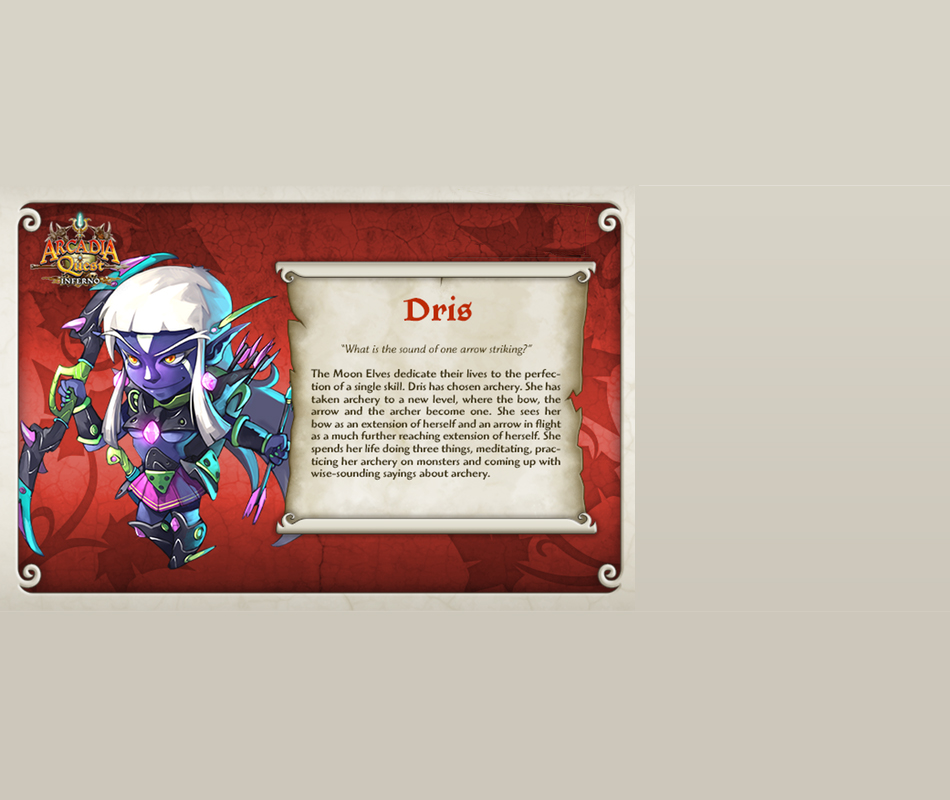 ARCADIA
Quest
INFERNO
Dris
"What is the sound of one arrow striking?"
The Moon Elves dedicate their lives to the perfec-
tion of a single skill. Dris has chosen archery. She has
taken archery to a new level, where the bow, the
arrow and the archer become one. She sees her
bow as an extension of herself and an arrow in flight
as a much further reaching extension of herself. She
spends her life doing three things, meditating, prac-
ticing her archery on monsters and coming up with
wise-sounding sayings about archery.